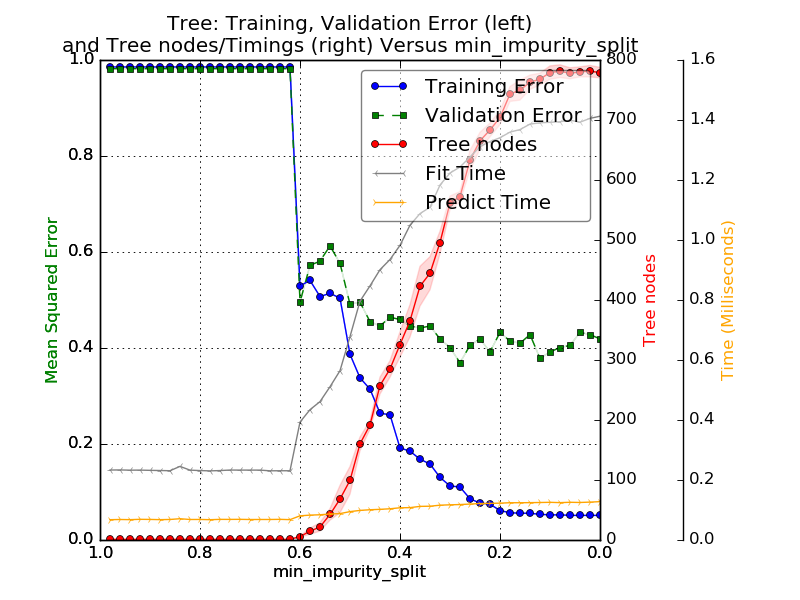 Tree: Training, Validation Error (left)
and Tree nodes/Timings (right) Versus min_impurity_split
Mean Squared Error
1.0
0.8
0.6
0.4
0.2
0.0
Training Error
Validation Error
Tree nodes
Fit Time
Predict Time
800
700
600
500
400
300
200
100
0
Tree nodes
1.6
1.4
1.2
1.0
0.8
0.6
0.4
0.2
0.0
Time (Milliseconds)
1.0 0.8 0.6 0.4 0.2 0.0
min_impurity_split